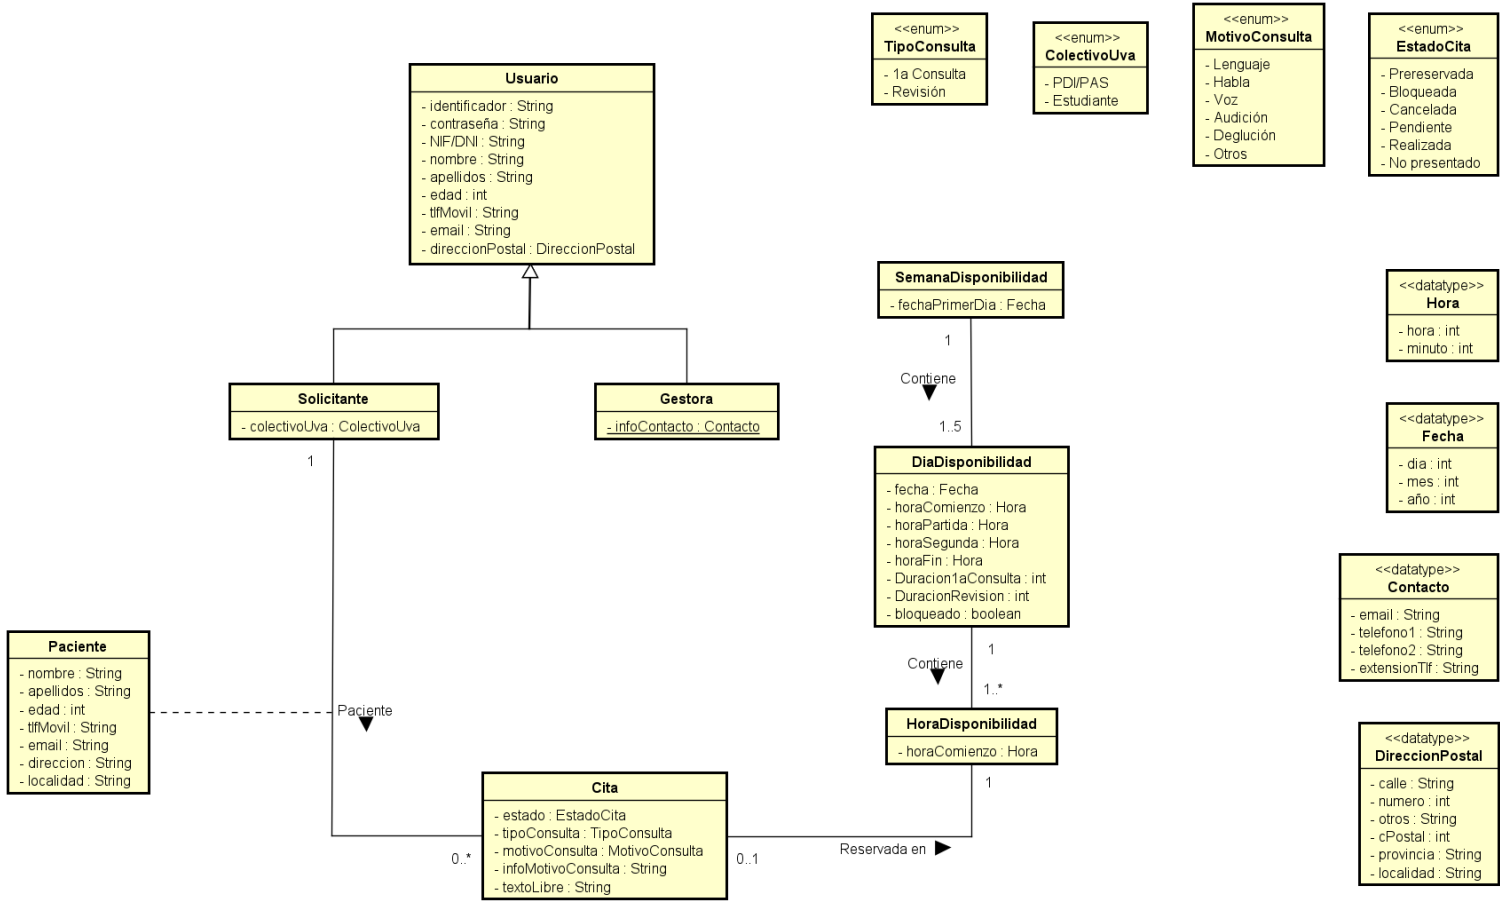 <<enum>>
TipoConsulta
- 1a Consulta
- Revisión
<<enum>>
ColectivoUva
- PDI/PAS
- Estudiante
<<enum>>
MotivoConsulta
- Lenguaje
- Habla
- Voz
- Audición
- Deglución
- Otros
<<enum>>
EstadoCita
- Prereservada
- Bloqueada
- Cancelada
- Pendiente
- Realizada
- No presentado
Usuario
- identificador : String
- contraseña : String
- NIF/DNI : String
- nombre : String
- apellidos : String
- edad : int
- tlfMovil : String
- email : String
- direccionPostal : DireccionPostal
SemanaDisponibilidad
- fechaPrimerDia : Fecha
1
Contiene
1..5
<<datatype>>
Hora
- hora : int
- minuto : int
Solicitante
- colectivoUva : ColectivoUva
1
Gestora
- infoContacto : Contacto
<<datatype>>
Fecha
- dia : int
- mes : int
- año : int
DiaDisponibilidad
- fecha : Fecha
- horaComienzo : Hora
- horaPartida : Hora
- horaSegunda : Hora
- horaFin : Hora
- Duracion1aConsulta : int
- DuracionRevision : int
- bloqueado : boolean
1
Contiene
1..*
<<datatype>>
Contacto
- email : String
- telefono1 : String
- telefono2 : String
- extensionTlf : String
Paciente
- nombre : String
- apellidos : String
- edad : int
- tlfMovil : String
- email : String
- direccion : String
- localidad : String
Paciente
HoraDisponibilidad
- horaComienzo : Hora
1
<<datatype>>
DireccionPostal
- calle : String
- numero : int
- otros : String
- cPostal : int
- provincia : String
- localidad : String
Cita
- estado : EstadoCita
- tipoConsulta : TipoConsulta
- motivoConsulta : MotivoConsulta
- infoMotivoConsulta : String
- textoLibre : String
0..*
0..1
Reservada en